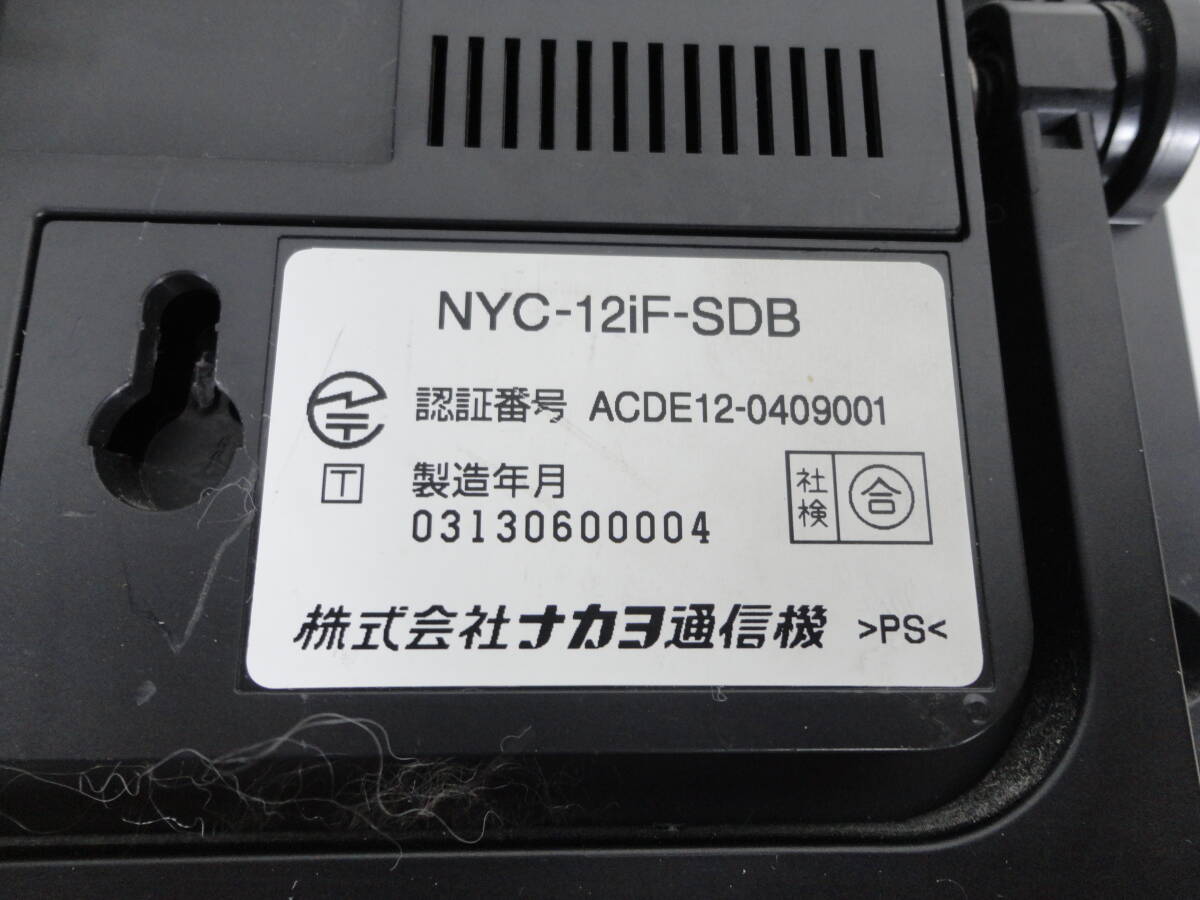 NYC-12iF-SDB
認証番号 ACDE12-0409001
T 製造年月
03130600004
社検 合
株式会社ナカヨ通信機 >PS<